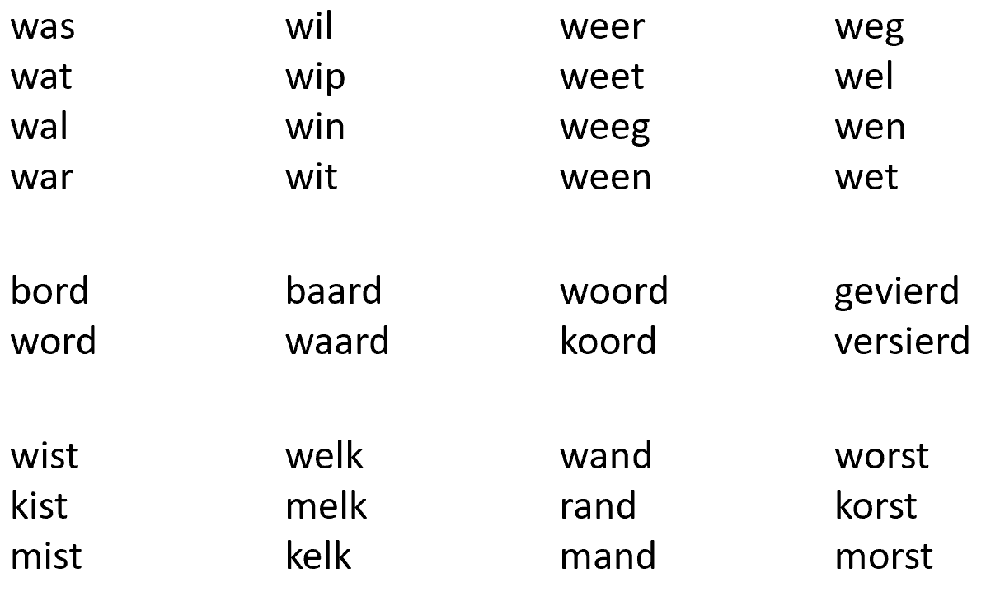 was wil weer weg
wat wip weet wel
wal win weeg wen
war wit ween wet
bord baard woord gevierd
word waard koord versierd
wist welk wand worst
kist melk rand korst
mist kelk mand morst